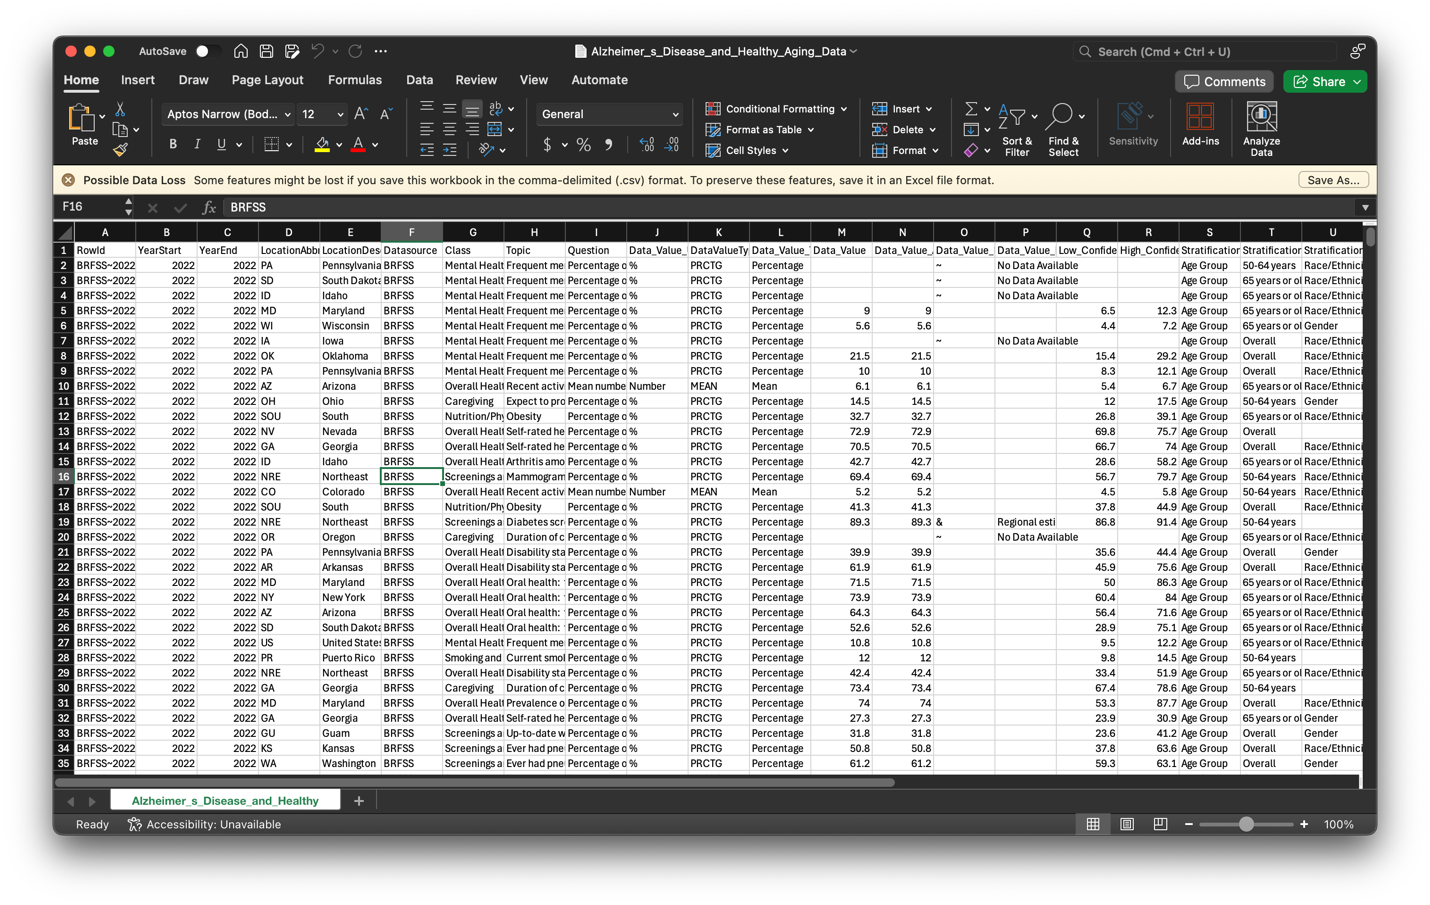 AutoSave
Alzheimer_s_Disease_and_Healthy_Aging_Data
Search (Cmd + Ctrl + U)
Home Insert Draw Page Layout Formulas Data Review View Automate Comments Share
Paste
Aptos Narrow (Bod... 12
B I U
General
$ % 9
Conditional Formatting
Format as Table
Cell Styles
Insert
Delete
Format
Sort & Filter
Find & Select
Sensitivity
Add-ins
Analyze Data
Possible Data Loss Some features might be lost if you save this workbook in the comma-delimited (.csv) format. To preserve these features, save it in an Excel file format. Save As...
F16 fx BRFSS
A B C D E F G H I J K L M N O P Q R S T U
1 RowId YearStart YearEnd LocationAbbr LocationDes Datasource Class Topic Question Data_Value_ DataValueTy Data_Value_ Data_Value Data_Value_ Data_Value_ Data_Value_ Low_Confide High_Confide Stratification Stratification Stratification
2 BRFSS~2022 2022 2022 PA Pennsylvania BRFSS Mental Healt Frequent me Percentage o % PRCTG Percentage ~ No Data Available Age Group 50-64 years Race/Ethnici
3 BRFSS~2022 2022 2022 SD South Dakota BRFSS Mental Healt Frequent me Percentage o % PRCTG Percentage ~ No Data Available Age Group 65 years or ol Race/Ethnici
4 BRFSS~2022 2022 2022 ID Idaho BRFSS Mental Healt Frequent me Percentage o % PRCTG Percentage ~ No Data Available Age Group 65 years or ol Race/Ethnici
5 BRFSS~2022 2022 2022 MD Maryland BRFSS Mental Healt Frequent me Percentage o % PRCTG Percentage 9 9 6.5 12.3 Age Group 65 years or ol Race/Ethnici
6 BRFSS~2022 2022 2022 WI Wisconsin BRFSS Mental Healt Frequent me Percentage o % PRCTG Percentage 5.6 5.6 4.4 7.2 Age Group 65 years or ol Gender
7 BRFSS~2022 2022 2022 IA Iowa BRFSS Mental Healt Frequent me Percentage o % PRCTG Percentage ~ No Data Available Age Group Overall Race/Ethnici
8 BRFSS~2022 2022 2022 OK Oklahoma BRFSS Mental Healt Frequent me Percentage o % PRCTG Percentage 21.5 21.5 15.4 29.2 Age Group Overall Race/Ethnici
9 BRFSS~2022 2022 2022 PA Pennsylvania BRFSS Mental Healt Frequent me Percentage o % PRCTG Percentage 10 10 8.3 12.1 Age Group Overall Race/Ethnici
10 BRFSS~2022 2022 2022 AZ Arizona BRFSS Overall Healt Recent activ Mean numbe Number MEAN Mean 6.1 6.1 5.4 6.7 Age Group 65 years or ol Race/Ethnici
11 BRFSS~2022 2022 2022 OH Ohio BRFSS Caregiving Expect to pro Percentage o % PRCTG Percentage 14.5 14.5 12 17.5 Age Group 50-64 years Gender
12 BRFSS~2022 2022 2022 SOU South BRFSS Nutrition/Phy Obesity Percentage o % PRCTG Percentage 32.7 32.7 26.8 39.1 Age Group 65 years or ol Race/Ethnici
13 BRFSS~2022 2022 2022 NV Nevada BRFSS Overall Healt Self-rated he Percentage o % PRCTG Percentage 72.9 72.9 69.8 75.7 Age Group Overall
14 BRFSS~2022 2022 2022 GA Georgia BRFSS Overall Healt Self-rated he Percentage o % PRCTG Percentage 70.5 70.5 66.7 74 Age Group Overall Race/Ethnici
15 BRFSS~2022 2022 2022 ID Idaho BRFSS Overall Healt Arthritis amo Percentage o % PRCTG Percentage 42.7 42.7 28.6 58.2 Age Group 65 years or ol Race/Ethnici
16 BRFSS~2022 2022 2022 NRE Northeast BRFSS Screenings a Mammogram Percentage o % PRCTG Percentage 69.4 69.4 56.7 79.7 Age Group 50-64 years Race/Ethnici
17 BRFSS~2022 2022 2022 CO Colorado BRFSS Overall Healt Recent activ Mean numbe Number MEAN Mean 5.2 5.2 4.5 5.8 Age Group 50-64 years Race/Ethnici
18 BRFSS~2022 2022 2022 SOU South BRFSS Nutrition/Phy Obesity Percentage o % PRCTG Percentage 41.3 41.3 37.8 44.9 Age Group Overall Race/Ethnici
19 BRFSS~2022 2022 2022 NRE Northeast BRFSS Screenings a Diabetes scr Percentage o % PRCTG Percentage 89.3 89.3 & Regional esti 86.8 91.4 Age Group 50-64 years
20 BRFSS~2022 2022 2022 OR Oregon BRFSS Caregiving Duration of c Percentage o % PRCTG Percentage ~ No Data Available Age Group 65 years or ol Race/Ethnici
21 BRFSS~2022 2022 2022 PA Pennsylvania BRFSS Overall Healt Disability sta Percentage o % PRCTG Percentage 39.9 39.9 35.6 44.4 Age Group Overall Gender
22 BRFSS~2022 2022 2022 AR Arkansas BRFSS Overall Healt Disability sta Percentage o % PRCTG Percentage 61.9 61.9 45.9 75.6 Age Group Overall Race/Ethnici
23 BRFSS~2022 2022 2022 MD Maryland BRFSS Overall Healt Oral health: Percentage o % PRCTG Percentage 71.5 71.5 50 86.3 Age Group 65 years or ol Race/Ethnici
24 BRFSS~2022 2022 2022 NY New York BRFSS Overall Healt Oral health: Percentage o % PRCTG Percentage 73.9 73.9 60.4 84 Age Group 65 years or ol Race/Ethnici
25 BRFSS~2022 2022 2022 AZ Arizona BRFSS Overall Healt Oral health: Percentage o % PRCTG Percentage 64.3 64.3 56.4 71.6 Age Group 65 years or ol Race/Ethnici
26 BRFSS~2022 2022 2022 SD South Dakota BRFSS Overall Healt Oral health: Percentage o % PRCTG Percentage 52.6 52.6 28.9 75.1 Age Group 65 years or ol Race/Ethnici
27 BRFSS~2022 2022 2022 US United States BRFSS Mental Healt Frequent me Percentage o % PRCTG Percentage 10.8 10.8 9.5 12.2 Age Group Overall Race/Ethnici
28 BRFSS~2022 2022 2022 PR Puerto Rico BRFSS Smoking and Current smol Percentage o % PRCTG Percentage 12 12 9.8 14.5 Age Group 50-64 years
29 BRFSS~2022 2022 2022 NRE Northeast BRFSS Overall Healt Disability sta Percentage o % PRCTG Percentage 42.4 42.4 33.4 51.9 Age Group 65 years or ol Race/Ethnici
30 BRFSS~2022 2022 2022 GA Georgia BRFSS Caregiving Duration of c Percentage o % PRCTG Percentage 73.4 73.4 67.4 78.6 Age Group 50-64 years
31 BRFSS~2022 2022 2022 MD Maryland BRFSS Overall Healt Prevalence o Percentage o % PRCTG Percentage 74 74 53.3 87.7 Age Group Overall Race/Ethnici
32 BRFSS~2022 2022 2022 GA Georgia BRFSS Overall Healt Self-rated he Percentage o % PRCTG Percentage 27.3 27.3 23.9 30.9 Age Group 65 years or ol Gender
33 BRFSS~2022 2022 2022 GU Guam BRFSS Screenings a Up-to-date w Percentage o % PRCTG Percentage 31.8 31.8 23.6 41.2 Age Group Overall Gender
34 BRFSS~2022 2022 2022 KS Kansas BRFSS Screenings a Ever had pne Percentage o % PRCTG Percentage 50.8 50.8 37.8 63.6 Age Group Overall Race/Ethnici
35 BRFSS~2022 2022 2022 WA Washington BRFSS Screenings a Ever had pne Percentage o % PRCTG Percentage 61.2 61.2 59.3 63.1 Age Group Overall Gender
Alzheimer_s_Disease_and_Healthy +
Ready Accessibility: Unavailable − + 100%